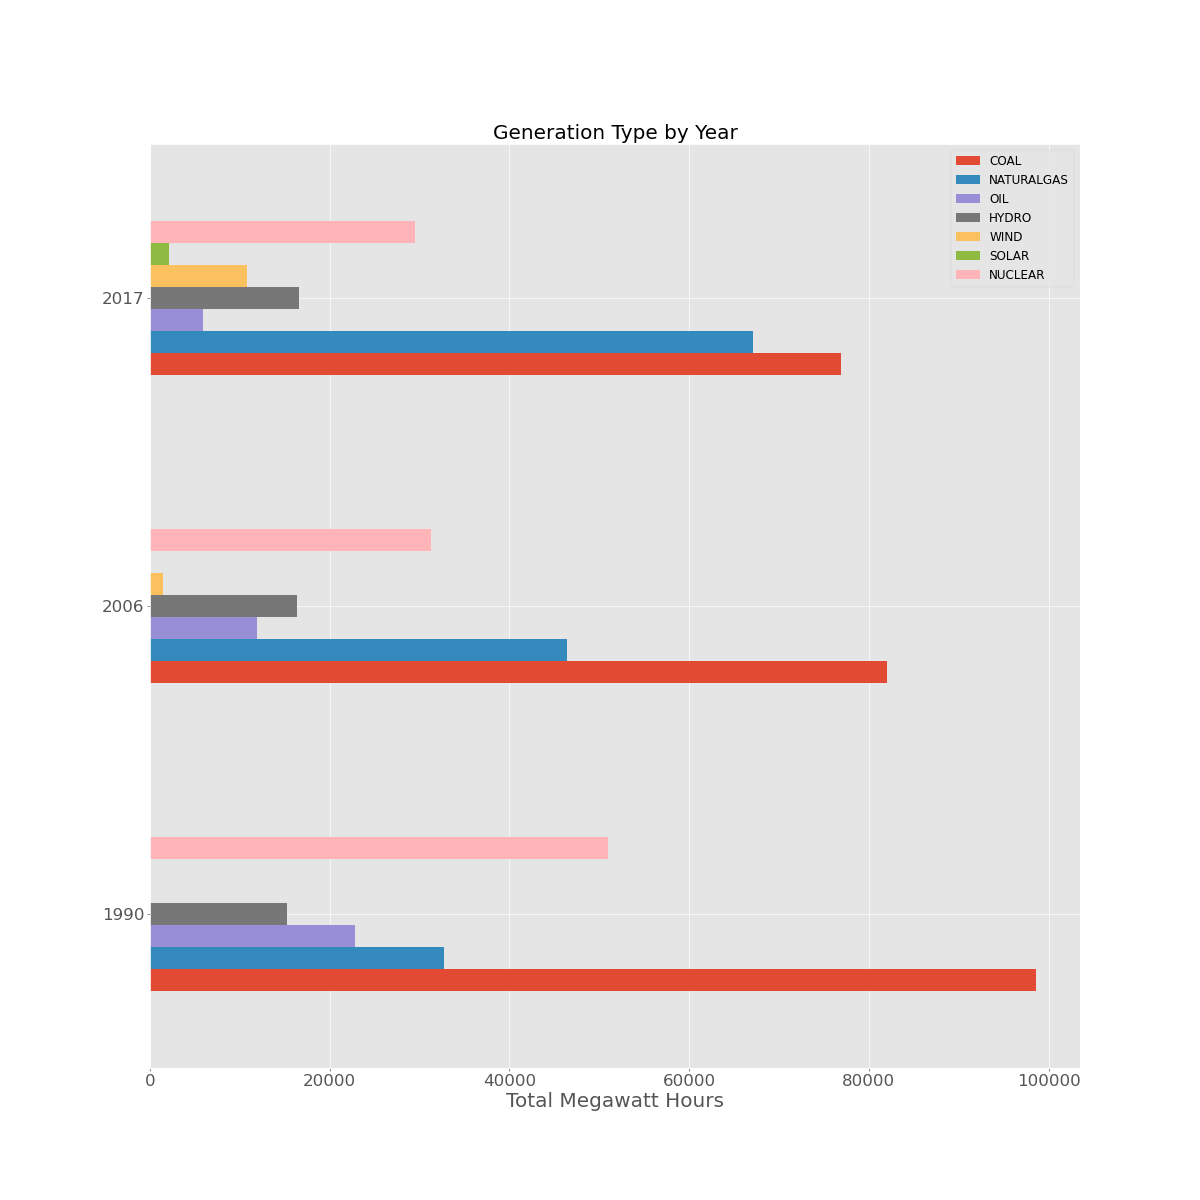 Generation Type by Year
COAL
NATURALGAS
OIL
HYDRO
WIND
SOLAR
NUCLEAR
2017
2006
1990
0 20000 40000 60000 80000 100000
Total Megawatt Hours